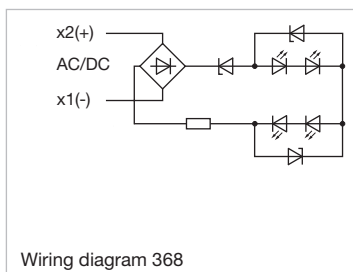 x2(+)
AC/DC
x1(-)
Wiring diagram 368